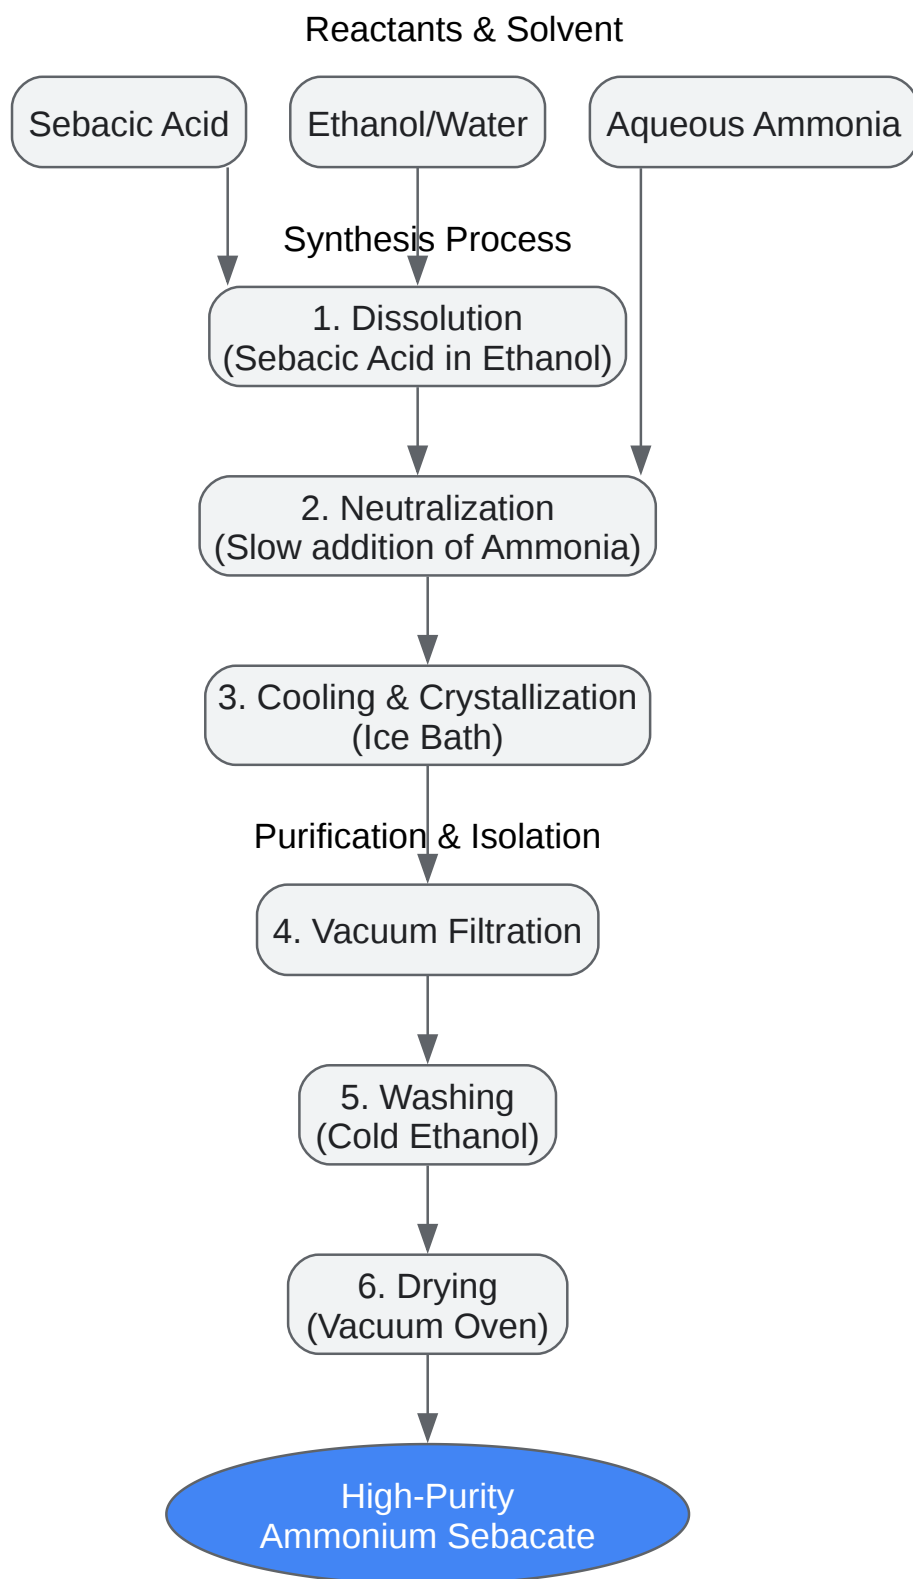 Reactants & Solvent
Sebacic Acid
Ethanol/Water
Aqueous Ammonia
Synthesis Process
1. Dissolution
(Sebacic Acid in Ethanol)
2. Neutralization
(Slow addition of Ammonia)
3. Cooling & Crystallization
(Ice Bath)
Purification & Isolation
4. Vacuum Filtration
5. Washing
(Cold Ethanol)
6. Drying
(Vacuum Oven)
High-Purity
Ammonium Sebacate